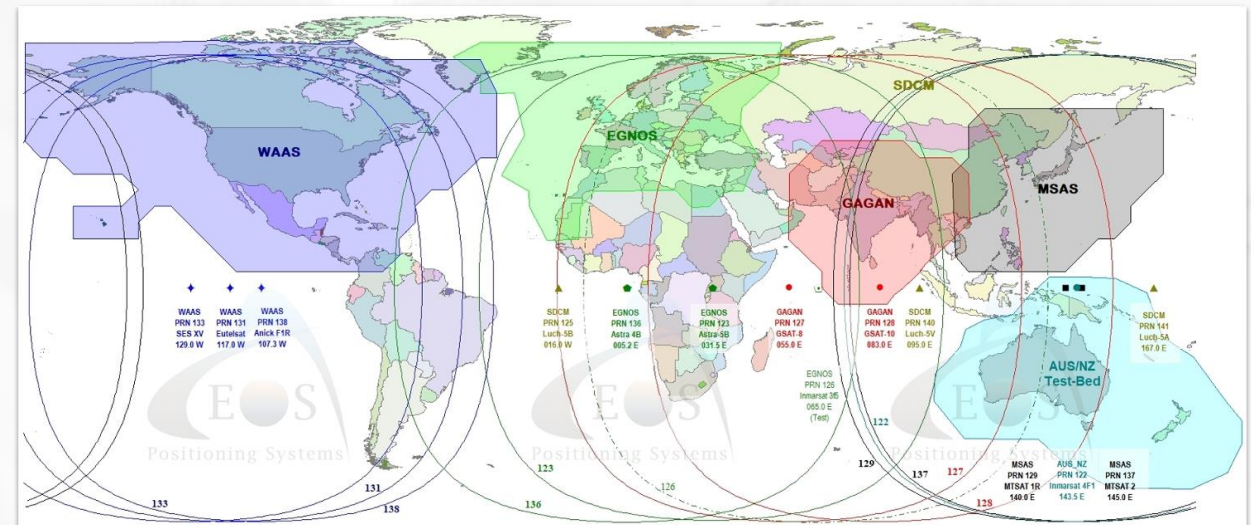 SDCM
EGNOS
WAAS
MSAS
GAGAN
WAAS
PRN 133
SES XV
129.0 W
WAAS
PRN 131
Eutelsat
117.0 W
WAAS
PRN 138
Anick F1R
107.3 W
SDCM
PRN 125
Luch-5B
016.0 W
EGNOS
PRN 136
Astra 4B
005.2 E
EGNOS
PRN 123
Astra-5B
031.5 E
GAGAN
PRN 127
GSAT-8
055.0 E
GAGAN
PRN 128
GSAT-10
083.0 E
SDCM
PRN 140
Luch-5V
095.0 E
SDCM
PRN 141
Luch-5A
167.0 E
EGNOS
PRN 126
Inmarsat 3f5
065.0 E
(Test)
AUS/NZ
Test-Bed
EOS
Positioning Systems
EOS
Positioning Systems
EOS
Positioning Systems
122
123
129
137
127
MSAS
PRN 129
MTSAT 1R
140.0 E
AUS_NZ
PRN 122
Inmarsat 4F1
143.5 E
MSAS
PRN 137
MTSAT 2
145.0 E
131
126
133
138
136
128